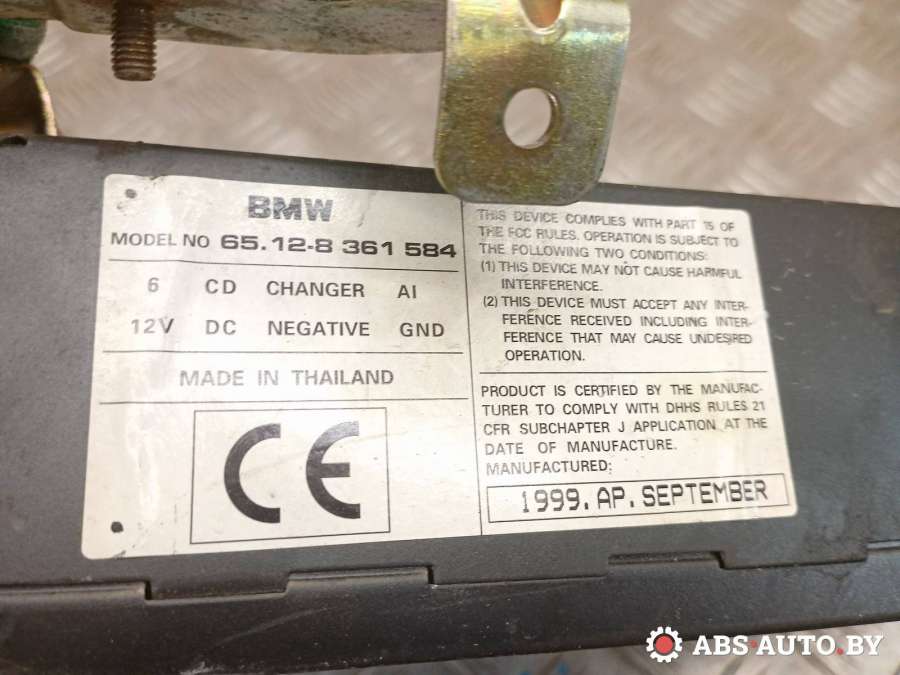 BMW
MODEL NO 65.12-8 361 584
6 CD CHANGER AI
12V DC NEGATIVE GND
MADE IN THAILAND
CE
THIS DEVICE COMPLIES WITH PART 15 OF
THE FCC RULES. OPERATION IS SUBJECT TO
THE FOLLOWING TWO CONDITIONS:
(1) THIS DEVICE MAY NOT CAUSE HARMFUL
INTERFERENCE.
(2) THIS DEVICE MUST ACCEPT ANY INTER-
FERENCE RECEIVED INCLUDING INTER-
FERENCE THAT MAY CAUSE UNDESIRED
OPERATION.
PRODUCT IS CERTIFIED BY THE MANUFAC-
TURER TO COMPLY WITH DHHS RULES 21
CFR SUBCHAPTER J APPLICATION AT THE
DATE OF MANUFACTURE.
MANUFACTURED:
1999. AP. SEPTEMBER
ABS-AUTO.BY